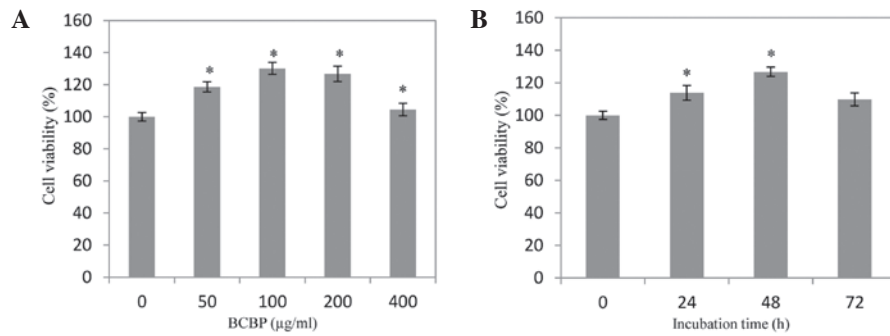 A
160
140
120
100
80
60
40
20
0
Cell viability (%)
* * * *
0 50 100 200 400
BCBP (µg/ml)
B
160
140
120
100
80
60
40
20
0
Cell viability (%)
* *
0 24 48 72
Incubation time (h)